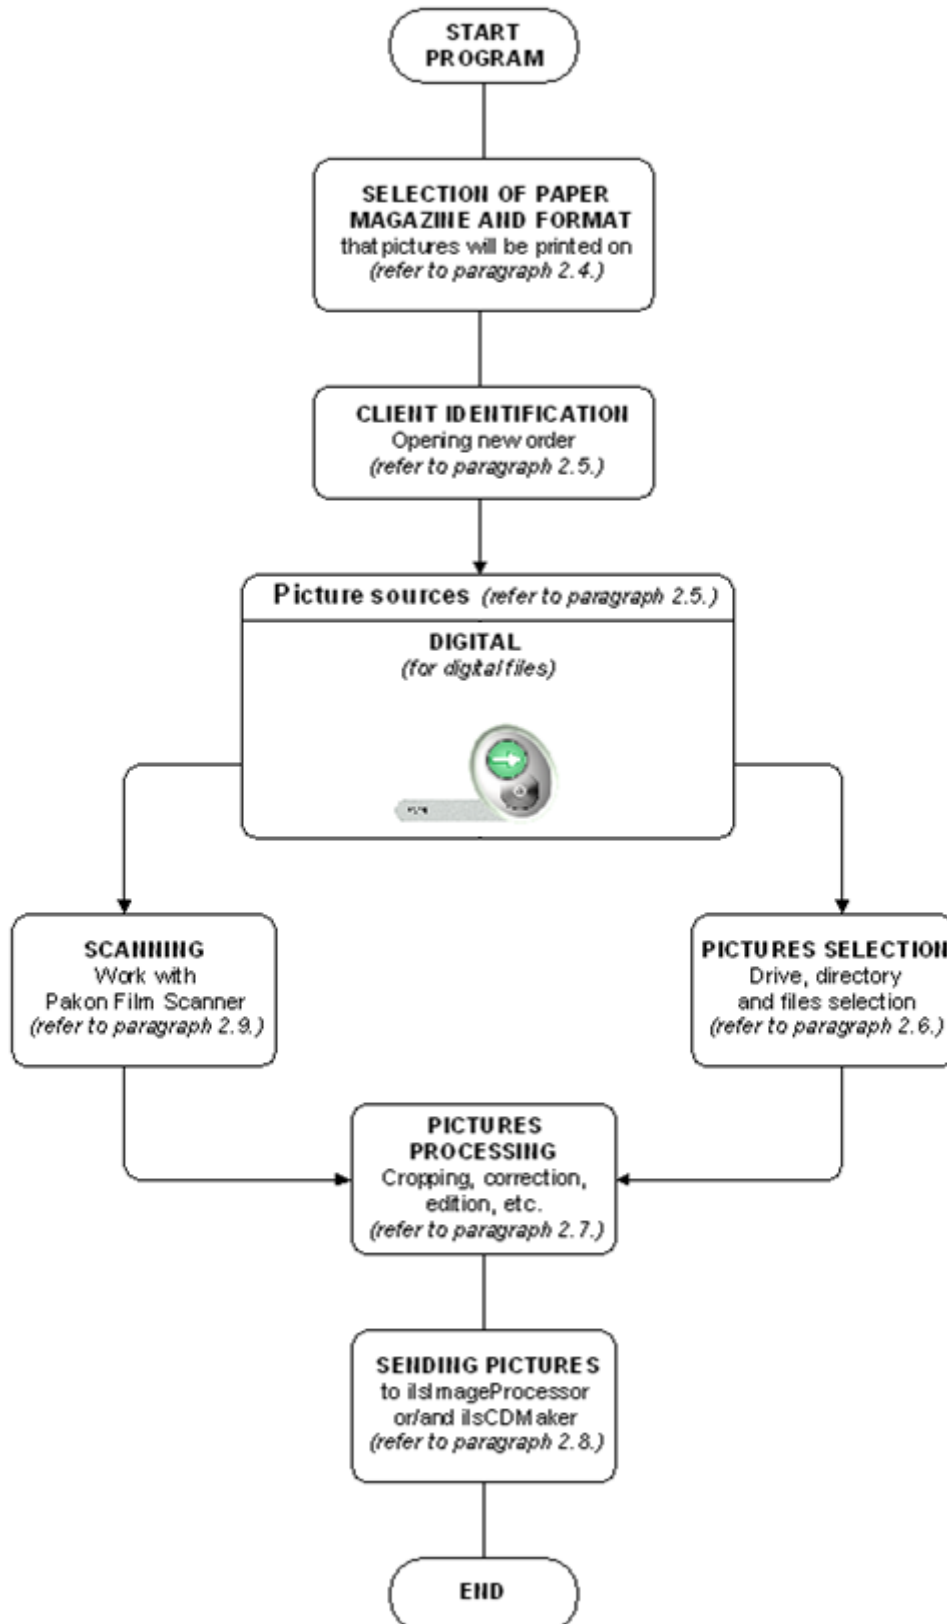 START
PROGRAM
SELECTION OF PAPER
MAGAZINE AND FORMAT
that pictures will be printed on
(refer to paragraph 2.4.)
CLIENT IDENTIFICATION
Opening new order
(refer to paragraph 2.5.)
Picture sources (refer to paragraph 2.5.)
DIGITAL
(for digital files)
SCANNING
Work with
Pakon Film Scanner
(refer to paragraph 2.9.)
PICTURES SELECTION
Drive, directory
and files selection
(refer to paragraph 2.6.)
PICTURES
PROCESSING
Cropping, correction,
edition, etc.
(refer to paragraph 2.7.)
SENDING PICTURES
to ilsImageProcessor
or/and ilsCDMaker
(refer to paragraph 2.8.)
END